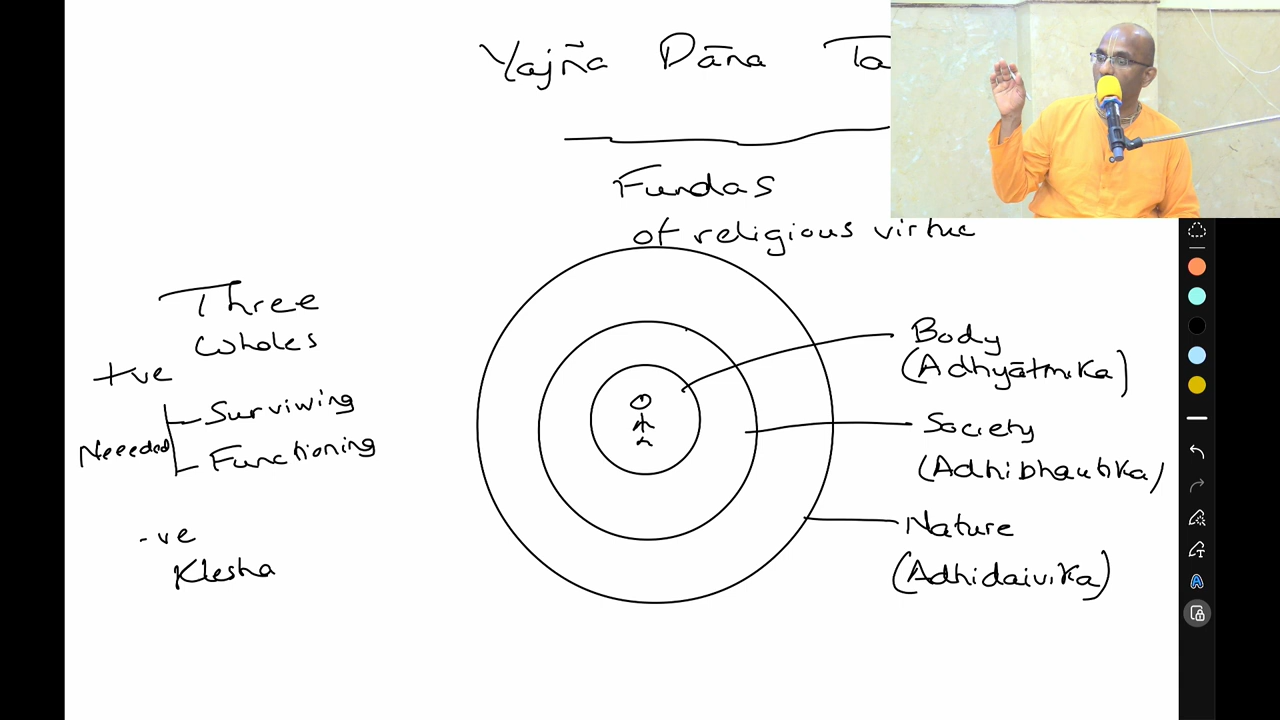 Yajña Dāna Ta
Fundas
of religious virtue
Three
wholes
+ve
Needed
Surviwing
Functioning
-ve
Klesha
Body
(Adhyātmika)
Society
(Adhibhautika)
Nature
(Adhidaivika)
A